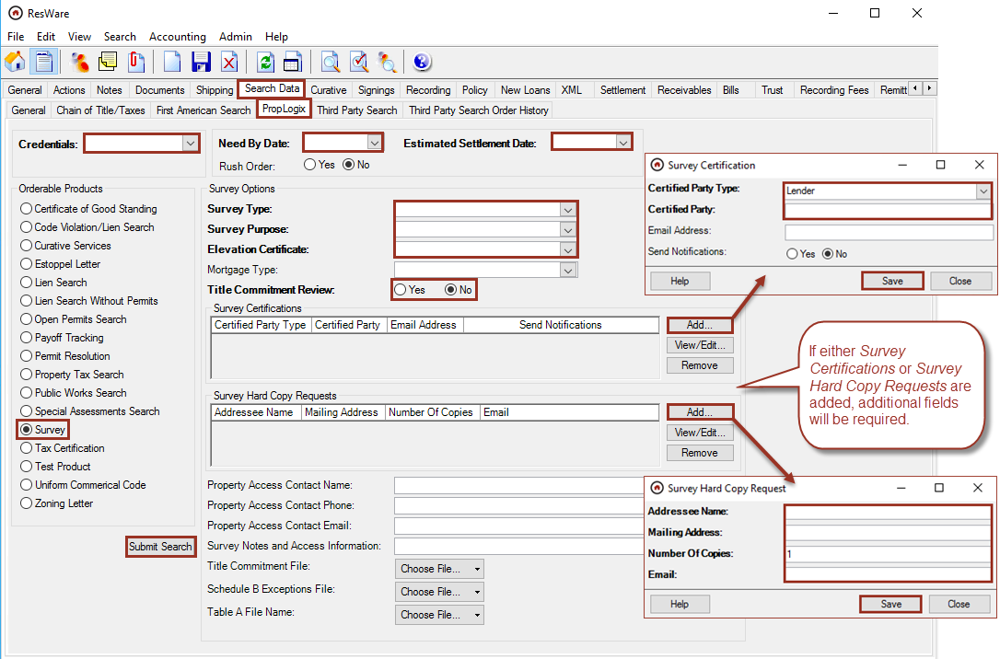 ResWare
File Edit View Search Accounting Admin Help
General Actions Notes Documents Shipping Search Data Curative Signings Recording Policy New Loans XML Settlement Receivables Bills Trust Recording Fees Remitt
General Chain of Title/Taxes First American Search PropLogix Third Party Search Third Party Search Order History
Credentials:
Need By Date: Estimated Settlement Date:
Rush Order: Yes No
Orderable Products
Certificate of Good Standing
Code Violation/Lien Search
Curative Services
Estoppel Letter
Lien Search
Lien Search Without Permits
Open Permits Search
Payoff Tracking
Permit Resolution
Property Tax Search
Public Works Search
Special Assessments Search
Survey
Tax Certification
Test Product
Uniform Commerical Code
Zoning Letter
Submit Search
Survey Options
Survey Type:
Survey Purpose:
Elevation Certificate:
Mortgage Type:
Title Commitment Review: Yes No
Survey Certifications
Certified Party Type Certified Party Email Address Send Notifications
Add...
View/Edit...
Remove
Survey Hard Copy Requests
Addressee Name Mailing Address Number Of Copies Email
Add...
View/Edit...
Remove
Property Access Contact Name:
Property Access Contact Phone:
Property Access Contact Email:
Survey Notes and Access Information:
Title Commitment File: Choose File...
Schedule B Exceptions File: Choose File...
Table A File Name: Choose File...
Survey Certification
Certified Party Type: Lender
Certified Party:
Email Address:
Send Notifications: Yes No
Help Save Close
If either Survey
Certifications or Survey
Hard Copy Requests are
added, additional fields
will be required.
Survey Hard Copy Request
Addressee Name:
Mailing Address:
Number Of Copies: 1
Email:
Help Save Close